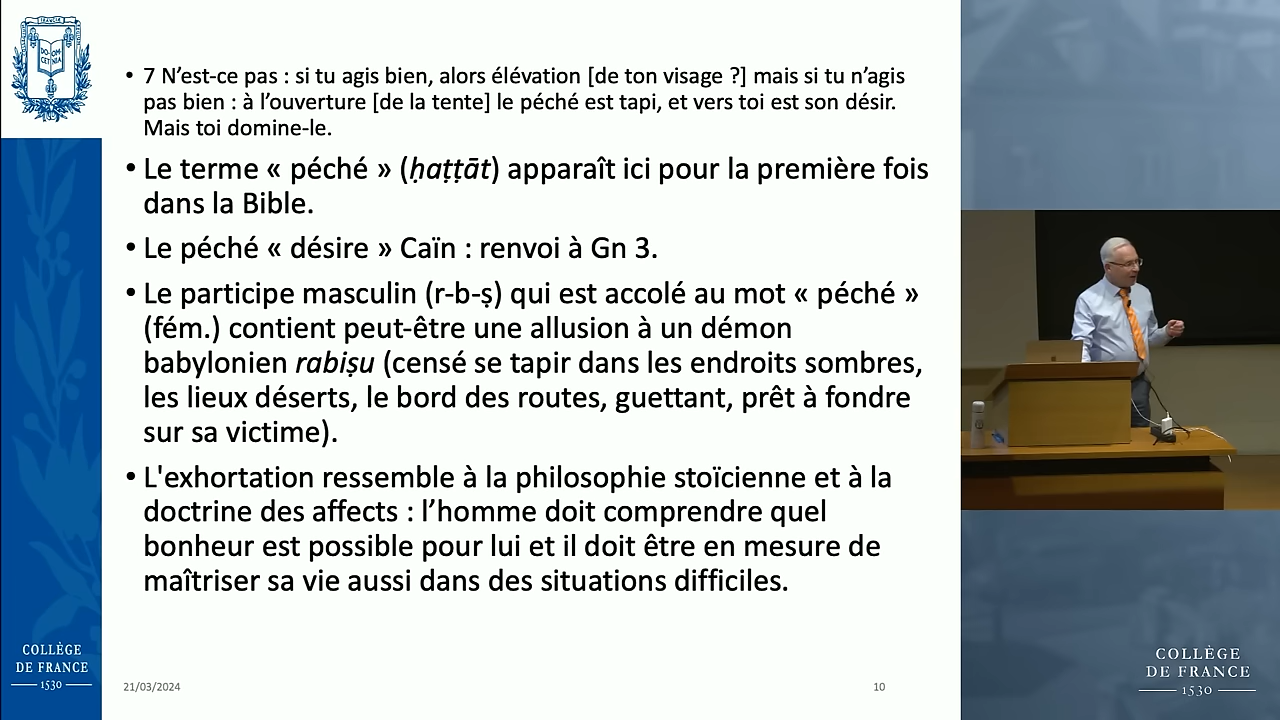 • 7 N’est-ce pas : si tu agis bien, alors élévation [de ton visage ?] mais si tu n’agis
pas bien : à l’ouverture [de la tente] le péché est tapi, et vers toi est son désir.
Mais toi domine-le.
• Le terme « péché » (ḥaṭṭāt) apparaît ici pour la première fois
dans la Bible.
• Le péché « désire » Caïn : renvoi à Gn 3.
• Le participe masculin (r-b-ṣ) qui est accolé au mot « péché »
(fém.) contient peut-être une allusion à un démon
babylonien rabiṣu (censé se tapir dans les endroits sombres,
les lieux déserts, le bord des routes, guettant, prêt à fondre
sur sa victime).
• L'exhortation ressemble à la philosophie stoïcienne et à la
doctrine des affects : l’homme doit comprendre quel
bonheur est possible pour lui et il doit être en mesure de
maîtriser sa vie aussi dans des situations difficiles.
COLLÈGE
DE FRANCE
1530
21/03/2024
10
COLLÈGE
DE FRANCE
1530